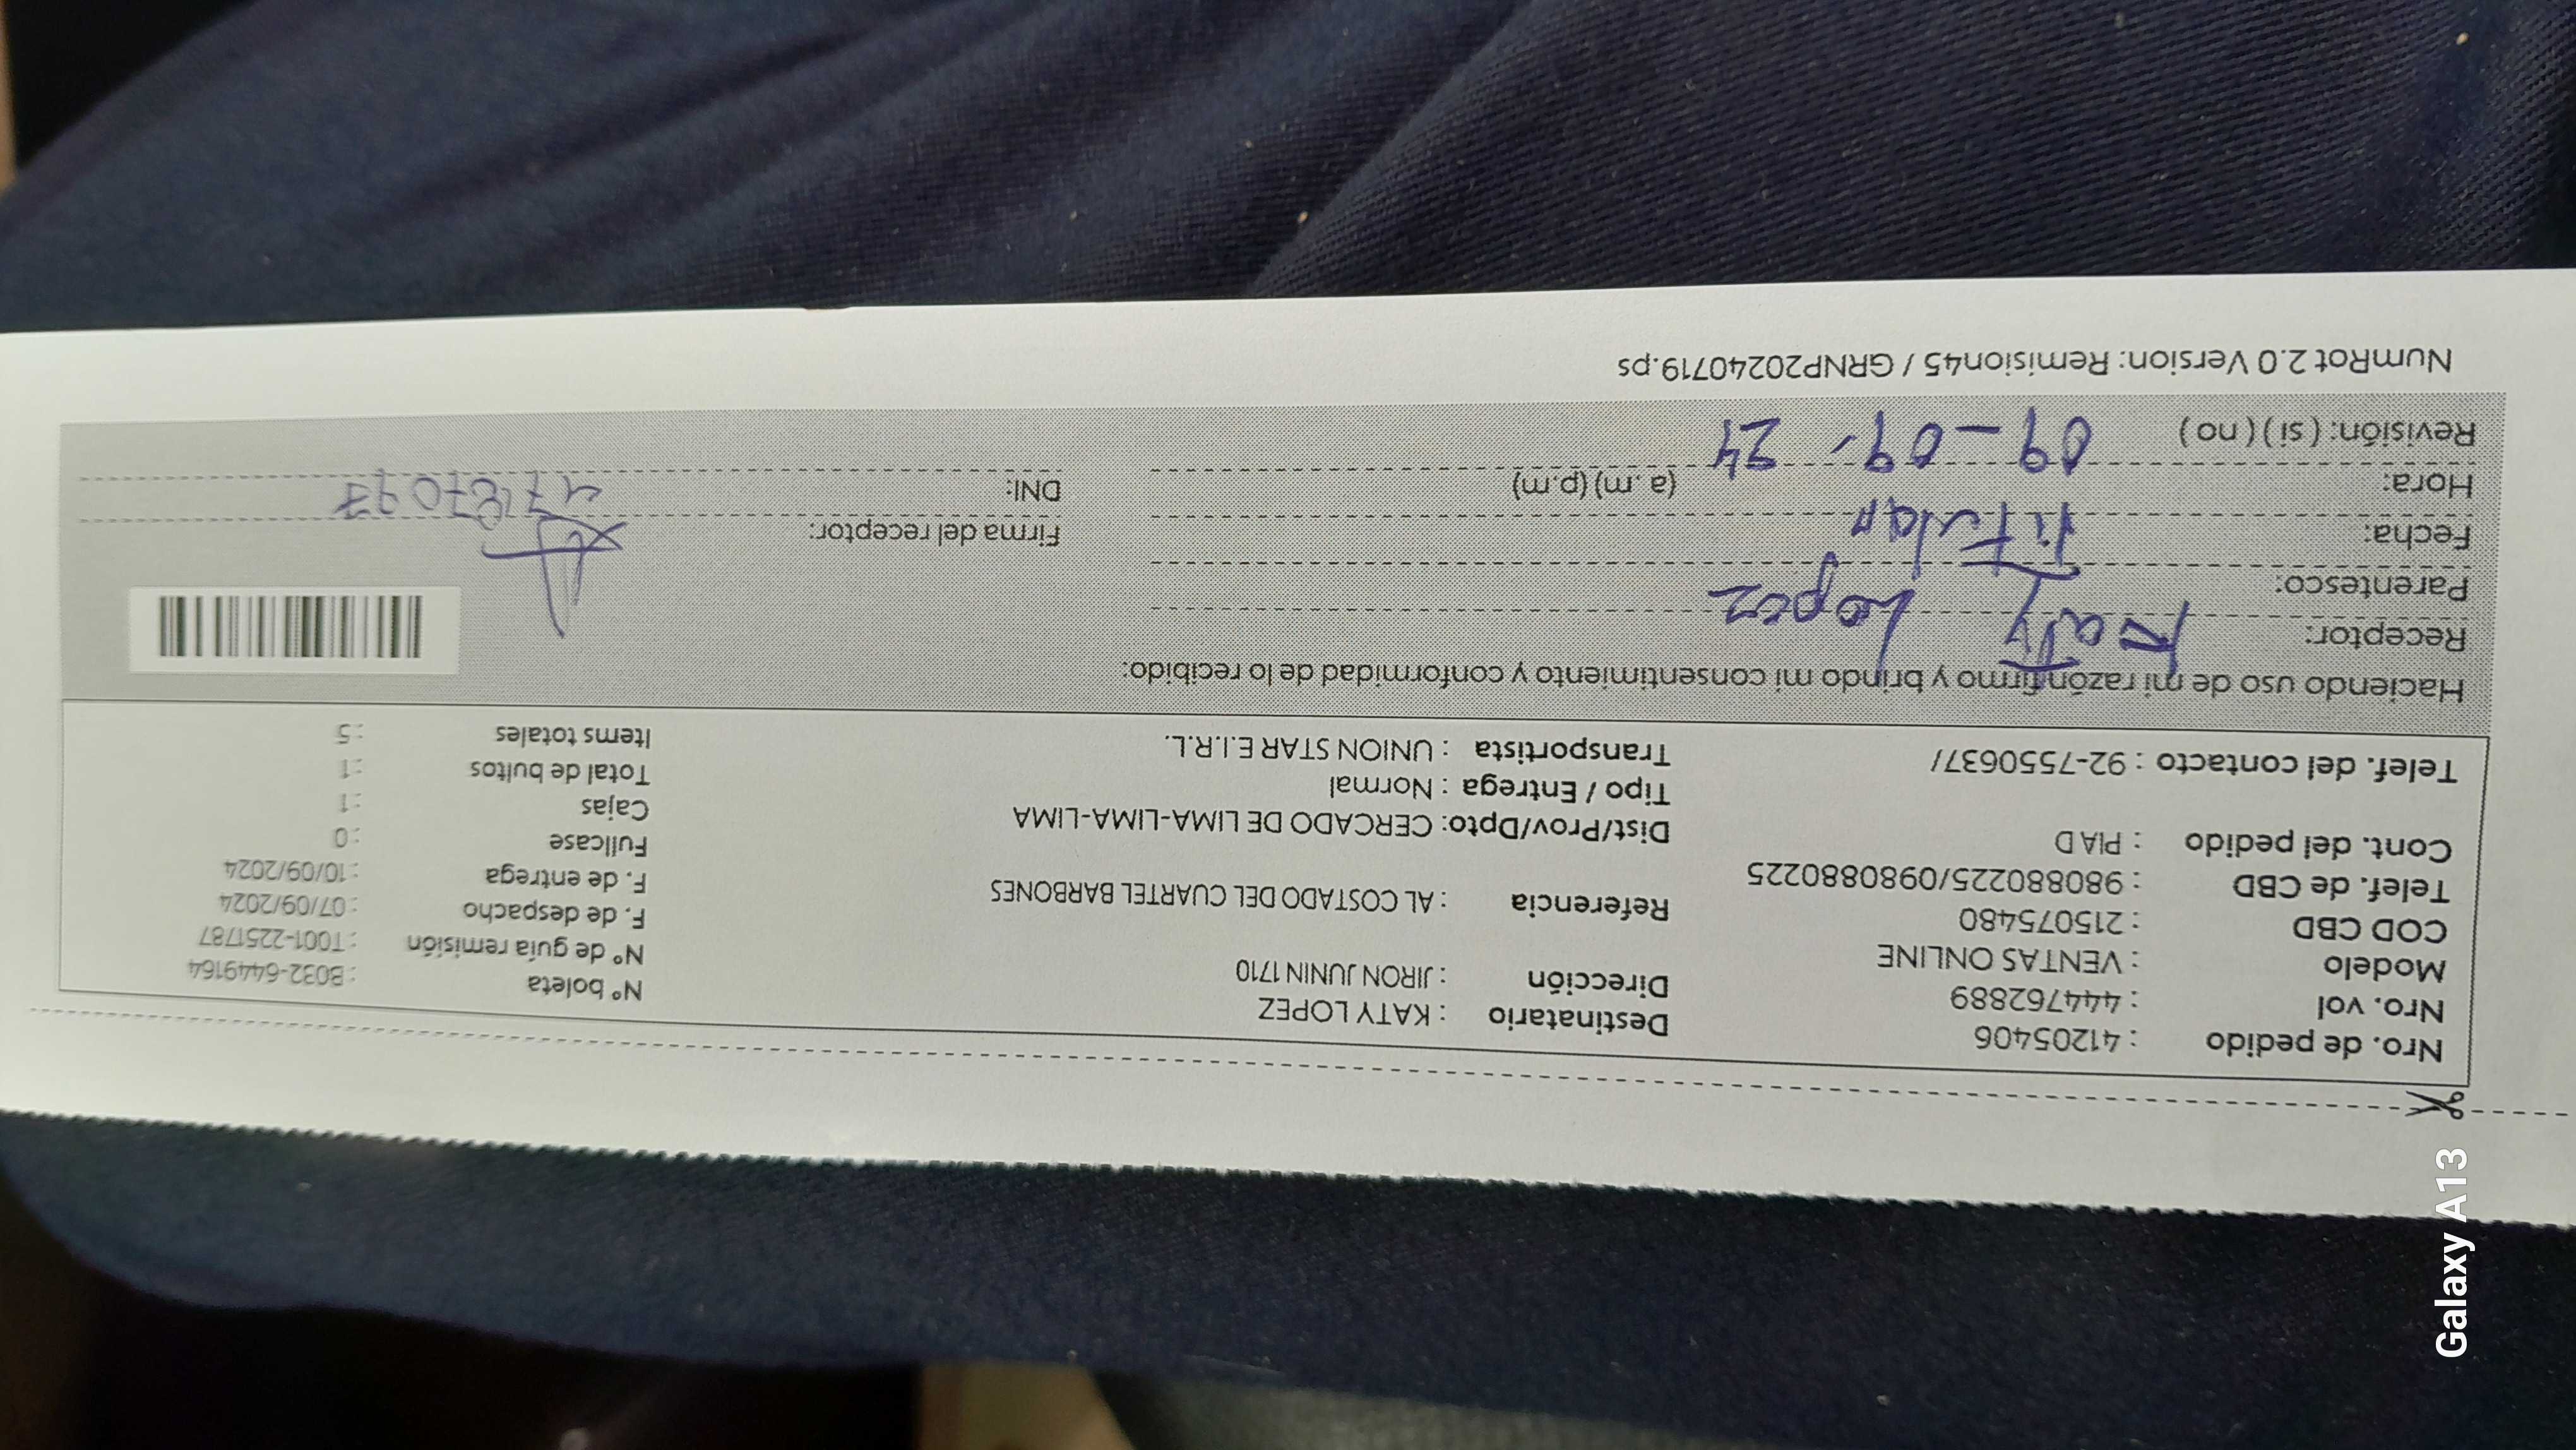 Nro. de pedido : 41205406
Nro. vol : 444762889
Modelo : VENTAS ONLINE
COD CBD : 215075480
Telef. de CBD : 980880225/0980880225
Cont. del pedido : PIA D
Telef. del contacto : 92-7550637/
Destinatario : KATY LOPEZ
Dirección : JIRON JUNIN 1710
Referencia : AL COSTADO DEL CUARTEL BARBONES
Dist/Prov/Dpto: CERCADO DE LIMA-LIMA-LIMA
Tipo / Entrega : Normal
Transportista : UNION STAR E.I.R.L.
N° boleta : B032-6449164
N° de guía remisión : T001-2251787
F. de despacho : 07/09/2024
F. de entrega : 10/09/2024
Fullcase : 0
Cajas : 1
Total de bultos : 1
Items totales : 5
Haciendo uso de mi razón firmo y brindo mi consentimiento y conformidad de lo recibido:
Receptor: Katy Lopez
Parentesco: Titular
Fecha:
Hora: 09-09-24 (a .m) (p.m)
Revisión: ( si ) ( no )
Firma del receptor:
DNI:
NumRot 2.0 Version: Remision45 / GRNP20240719.ps
Galaxy A13